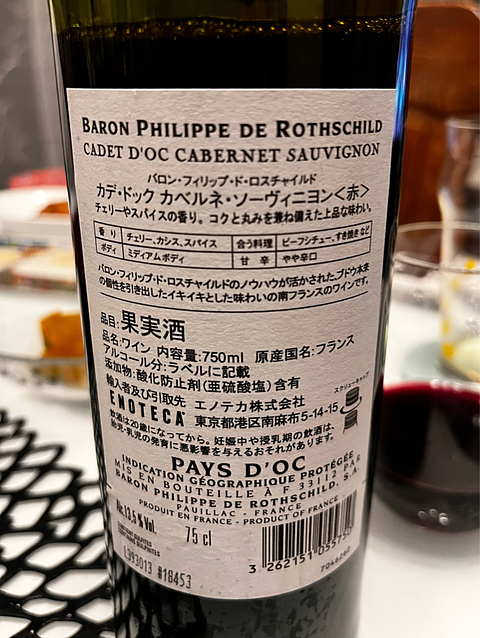 BARON PHILIPPE DE ROTHSCHILD
CADET D'OC CABERNET SAUVIGNON
バロン・フィリップ・ド・ロスチャイルド
カデ・ドック カベルネ・ソーヴィニヨン<赤>
チェリーやスパイスの香り。コクと丸みを兼ね備えた上品な味わい。
香り チェリー、カシス、スパイス 合う料理 ビーフシチュー、すき焼き など
ボディ ミディアムボディ 甘 辛 やや辛口
バロン・フィリップ・ド・ロスチャイルドのノウハウが活かされた、ブドウ本来
の個性を引き出したイキイキとした味わいの南フランスのワインです。
品目:果実酒
品名:ワイン 内容量:750ml 原産国名:フランス
アルコール分:ラベルに記載
添加物:酸化防止剤(亜硫酸塩)含有
輸入者及び引取先 エノテカ株式会社
ENOTECA 東京都港区南麻布5-14-15
スクリューキャップ
飲酒は20歳になってから。妊娠中や授乳期の飲酒は、
胎児・乳児の発育に悪影響を与えるおそれがあります。
PAYS D'OC
INDICATION GÉOGRAPHIQUE PROTÉGÉE
MIS EN BOUTEILLE À F 33112 PAR
BARON PHILIPPE DE ROTHSCHILD, S.A.
PAUILLAC - FRANCE
PRODUIT EN FRANCE - PRODUCT OF FRANCE
Alc.13,5% Vol.
75 cl
CONTAINS SULFITES
L393013 #18453
7046260